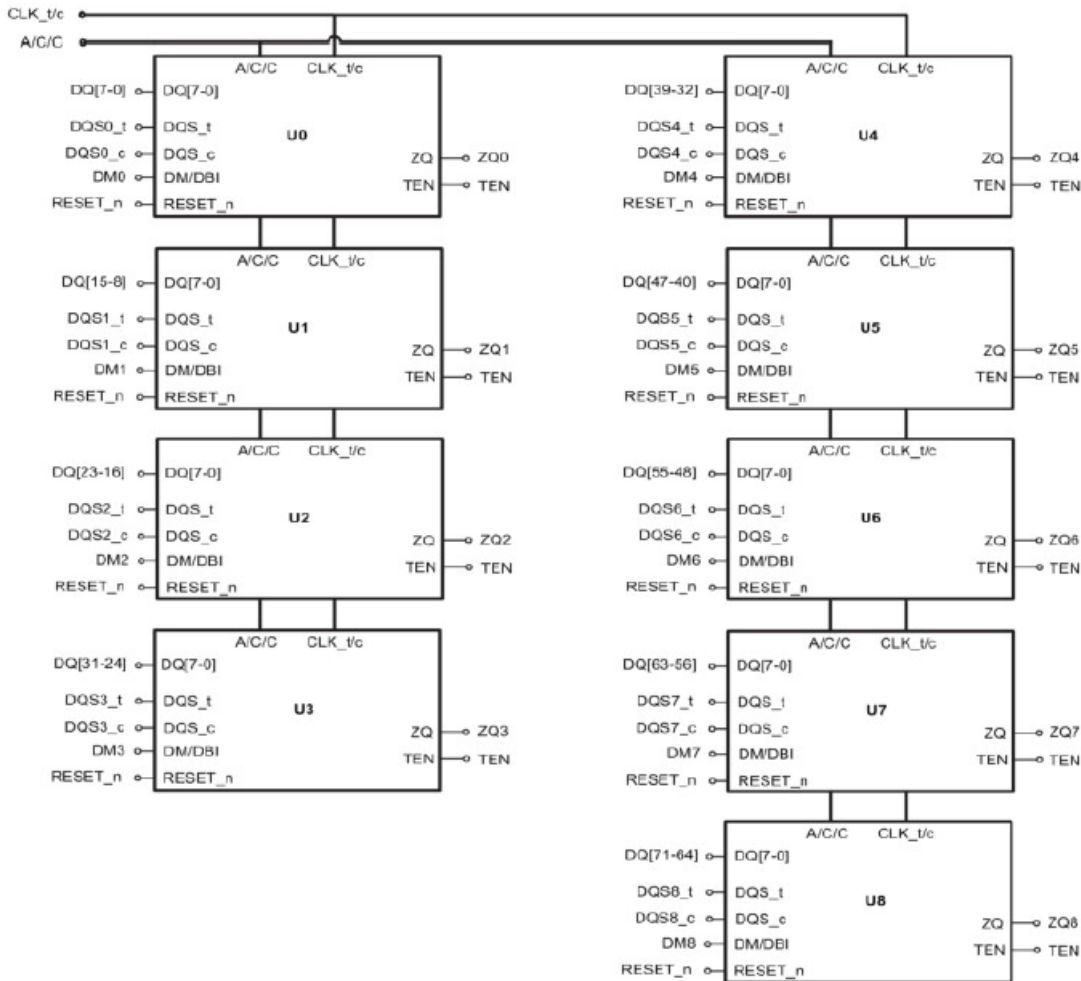 CLK_t/c
A/C/C
A/C/C CLK_t/c
DQ[7-0] DQ[7-0]
U0
DQS0_t DQS_t
DQS0_c DQS_c
ZQ ZQ0
DM0 DM/DBI
TEN TEN
RESET_n RESET_n
A/C/C CLK_t/c
DQ[15-8] DQ[7-0]
U1
DQS1_t DQS_t
DQS1_c DQS_c
ZQ ZQ1
DM1 DM/DBI
TEN TEN
RESET_n RESET_n
A/C/C CLK_t/c
DQ[23-16] DQ[7-0]
U2
DQS2_t DQS_t
DQS2_c DQS_c
ZQ ZQ2
DM2 DM/DBI
TEN TEN
RESET_n RESET_n
A/C/C CLK_t/c
DQ[31-24] DQ[7-0]
U3
DQS3_t DQS_t
DQS3_c DQS_c
ZQ ZQ3
DM3 DM/DBI
TEN TEN
RESET_n RESET_n
A/C/C CLK_t/c
DQ[39-32] DQ[7-0]
U4
DQS4_t DQS_t
DQS4_c DQS_c
ZQ ZQ4
DM4 DM/DBI
TEN TEN
RESET_n RESET_n
A/C/C CLK_t/c
DQ[47-40] DQ[7-0]
U5
DQS5_t DQS_t
DQS5_c DQS_c
ZQ ZQ5
DM5 DM/DBI
TEN TEN
RESET_n RESET_n
A/C/C CLK_t/c
DQ[55-48] DQ[7-0]
U6
DQS6_t DQS_t
DQS6_c DQS_c
ZQ ZQ6
DM6 DM/DBI
TEN TEN
RESET_n RESET_n
A/C/C CLK_t/c
DQ[63-56] DQ[7-0]
U7
DQS7_t DQS_t
DQS7_c DQS_c
ZQ ZQ7
DM7 DM/DBI
TEN TEN
RESET_n RESET_n
A/C/C CLK_t/c
DQ[71-64] DQ[7-0]
U8
DQS8_t DQS_t
DQS8_c DQS_c
ZQ ZQ8
DM8 DM/DBI
TEN TEN
RESET_n RESET_n